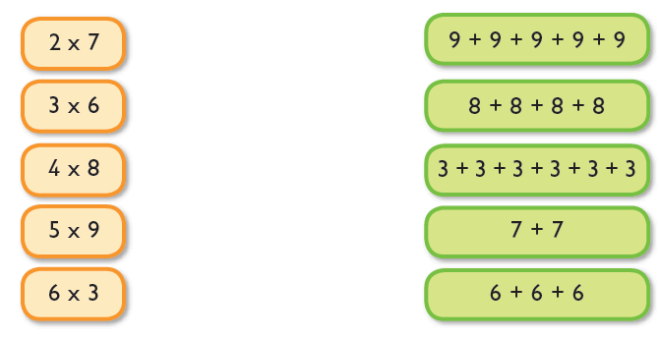 2 x 7
9 + 9 + 9 + 9 + 9
3 x 6
8 + 8 + 8 + 8
4 x 8
3 + 3 + 3 + 3 + 3 + 3
5 x 9
7 + 7
6 x 3
6 + 6 + 6